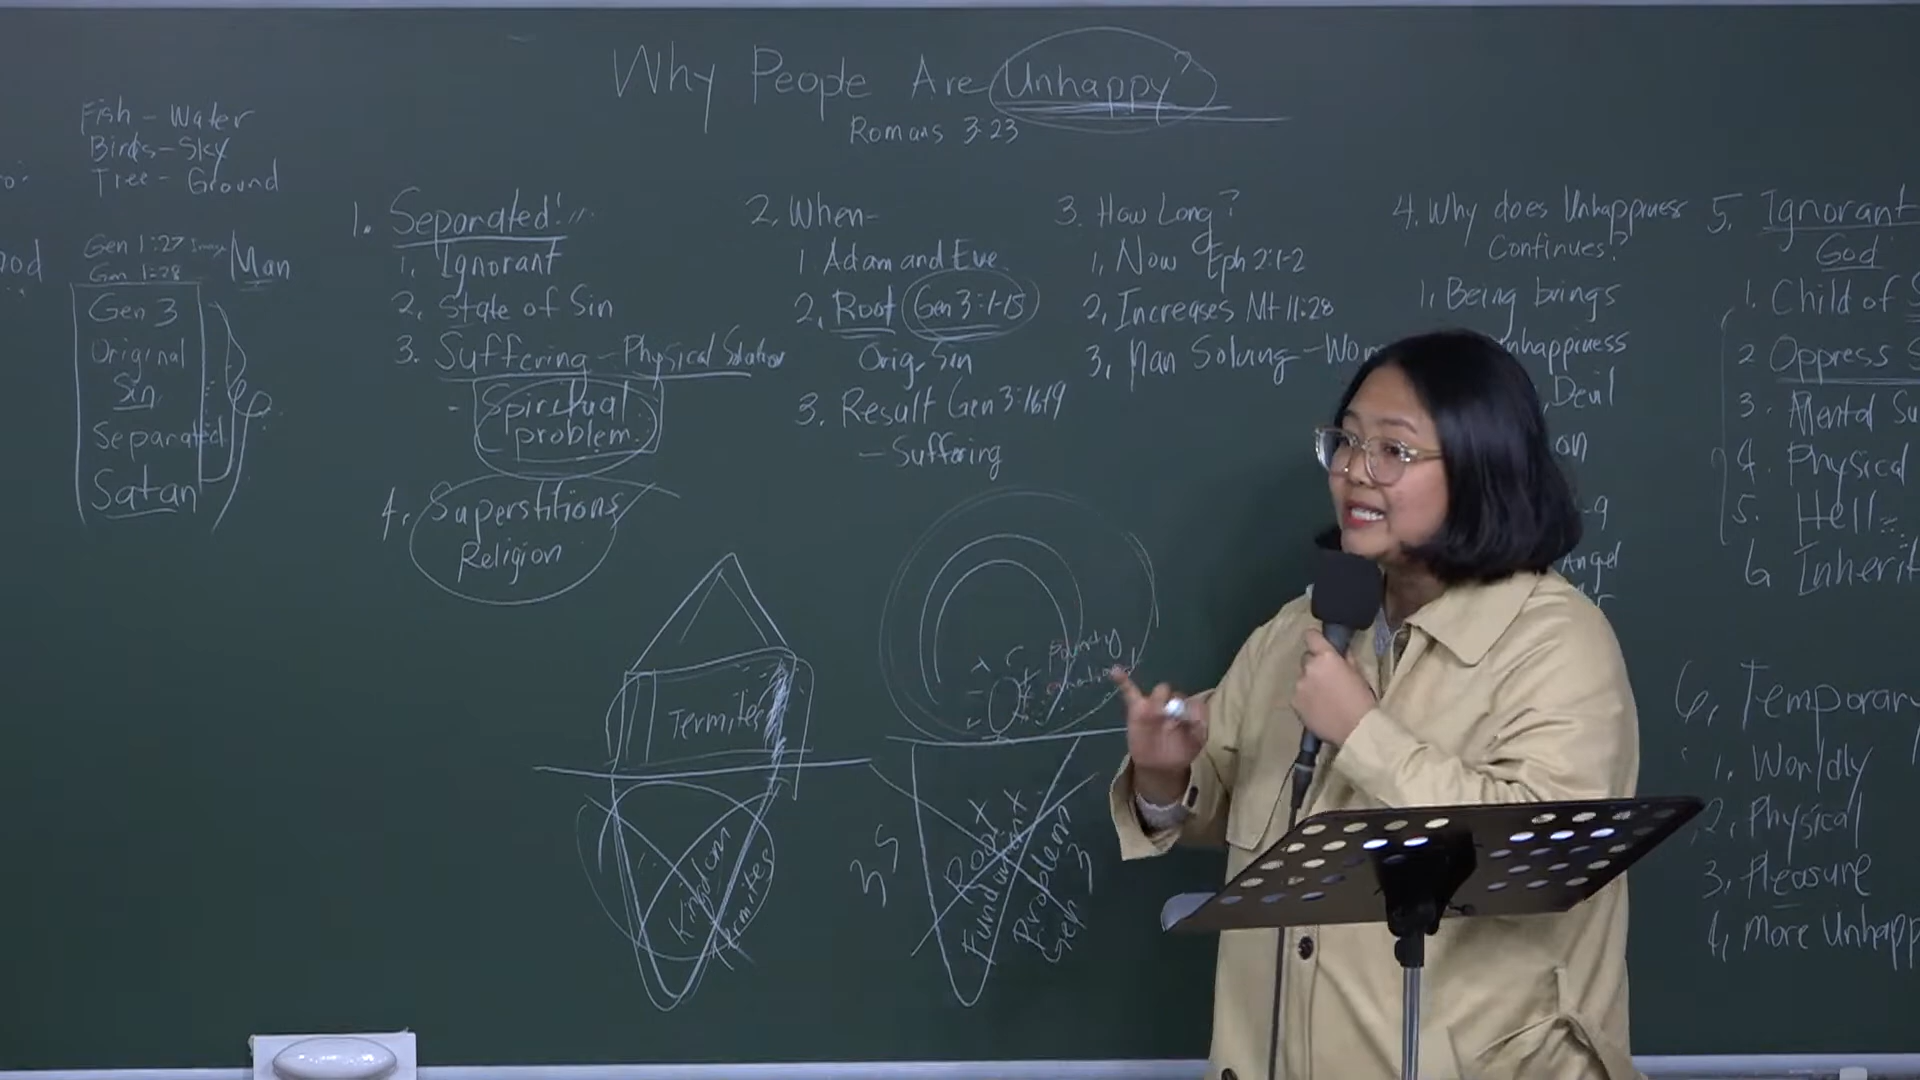 Why People Are Unhappy?
Romans 3:23
Fish - Water
Birds - Sky
Tree - Ground
Gen 1:27 Image
Gen 1:28
Man
Gen 3
Original
Sin
Separated
Satan
1. Separated!
1. Ignorant
2. State of Sin
3. Suffering - Physical
- Spiritual
problem
4. Superstitions
Religion
Termites
Kingdom
Termites
2. When-
1. Adam and Eve
2. Root Gen 3:1-15
Orig. Sin
3. Result Gen 3:16-19
- Suffering
Root
Fundament
Problem
Gen 3
3. How Long?
1. Now Eph 2:1-2
2. Increases Mt 11:28
3. Man Solving -
4. Why does Unhappiness
Continues?
1. Being brings
Devil
Angel
5. Ignorant
God
1. Child of
2 Oppress
3. Mental
4. Physical
5. Hell
6
6. Temporary
1. Worldly
2. Physical
3. Pleasure
4. More